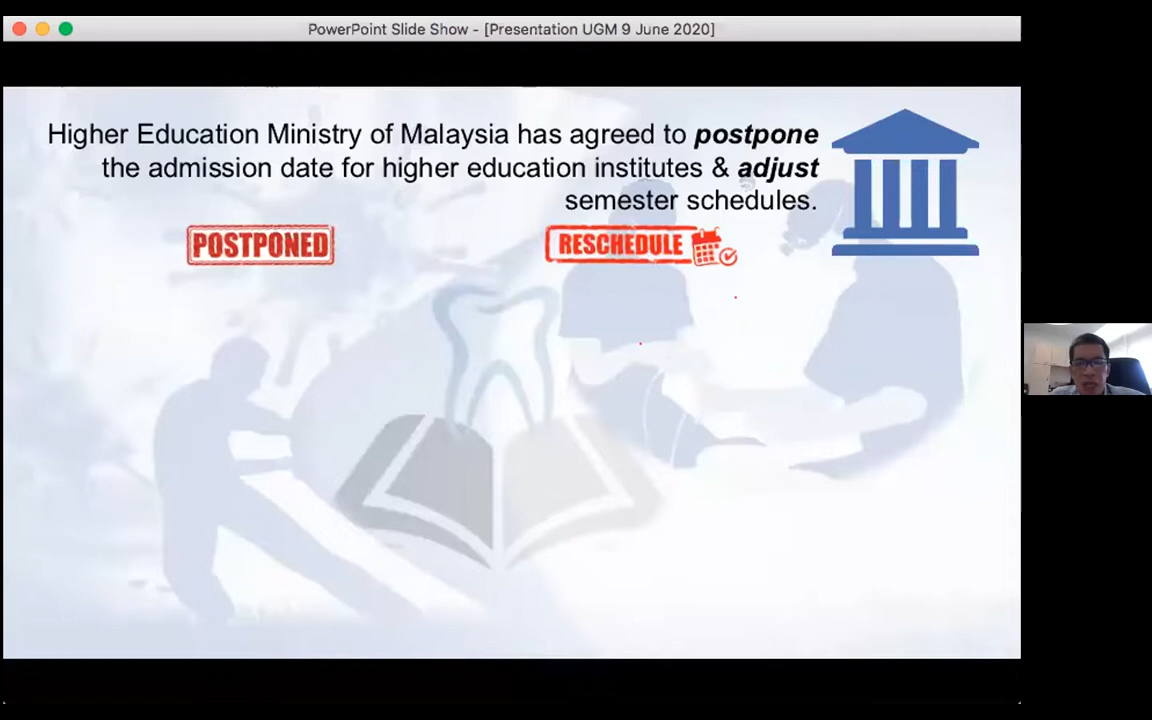 PowerPoint Slide Show - [Presentation UGM 9 June 2020]
Higher Education Ministry of Malaysia has agreed to postpone
the admission date for higher education institutes & adjust
semester schedules.
POSTPONED
RESCHEDULE